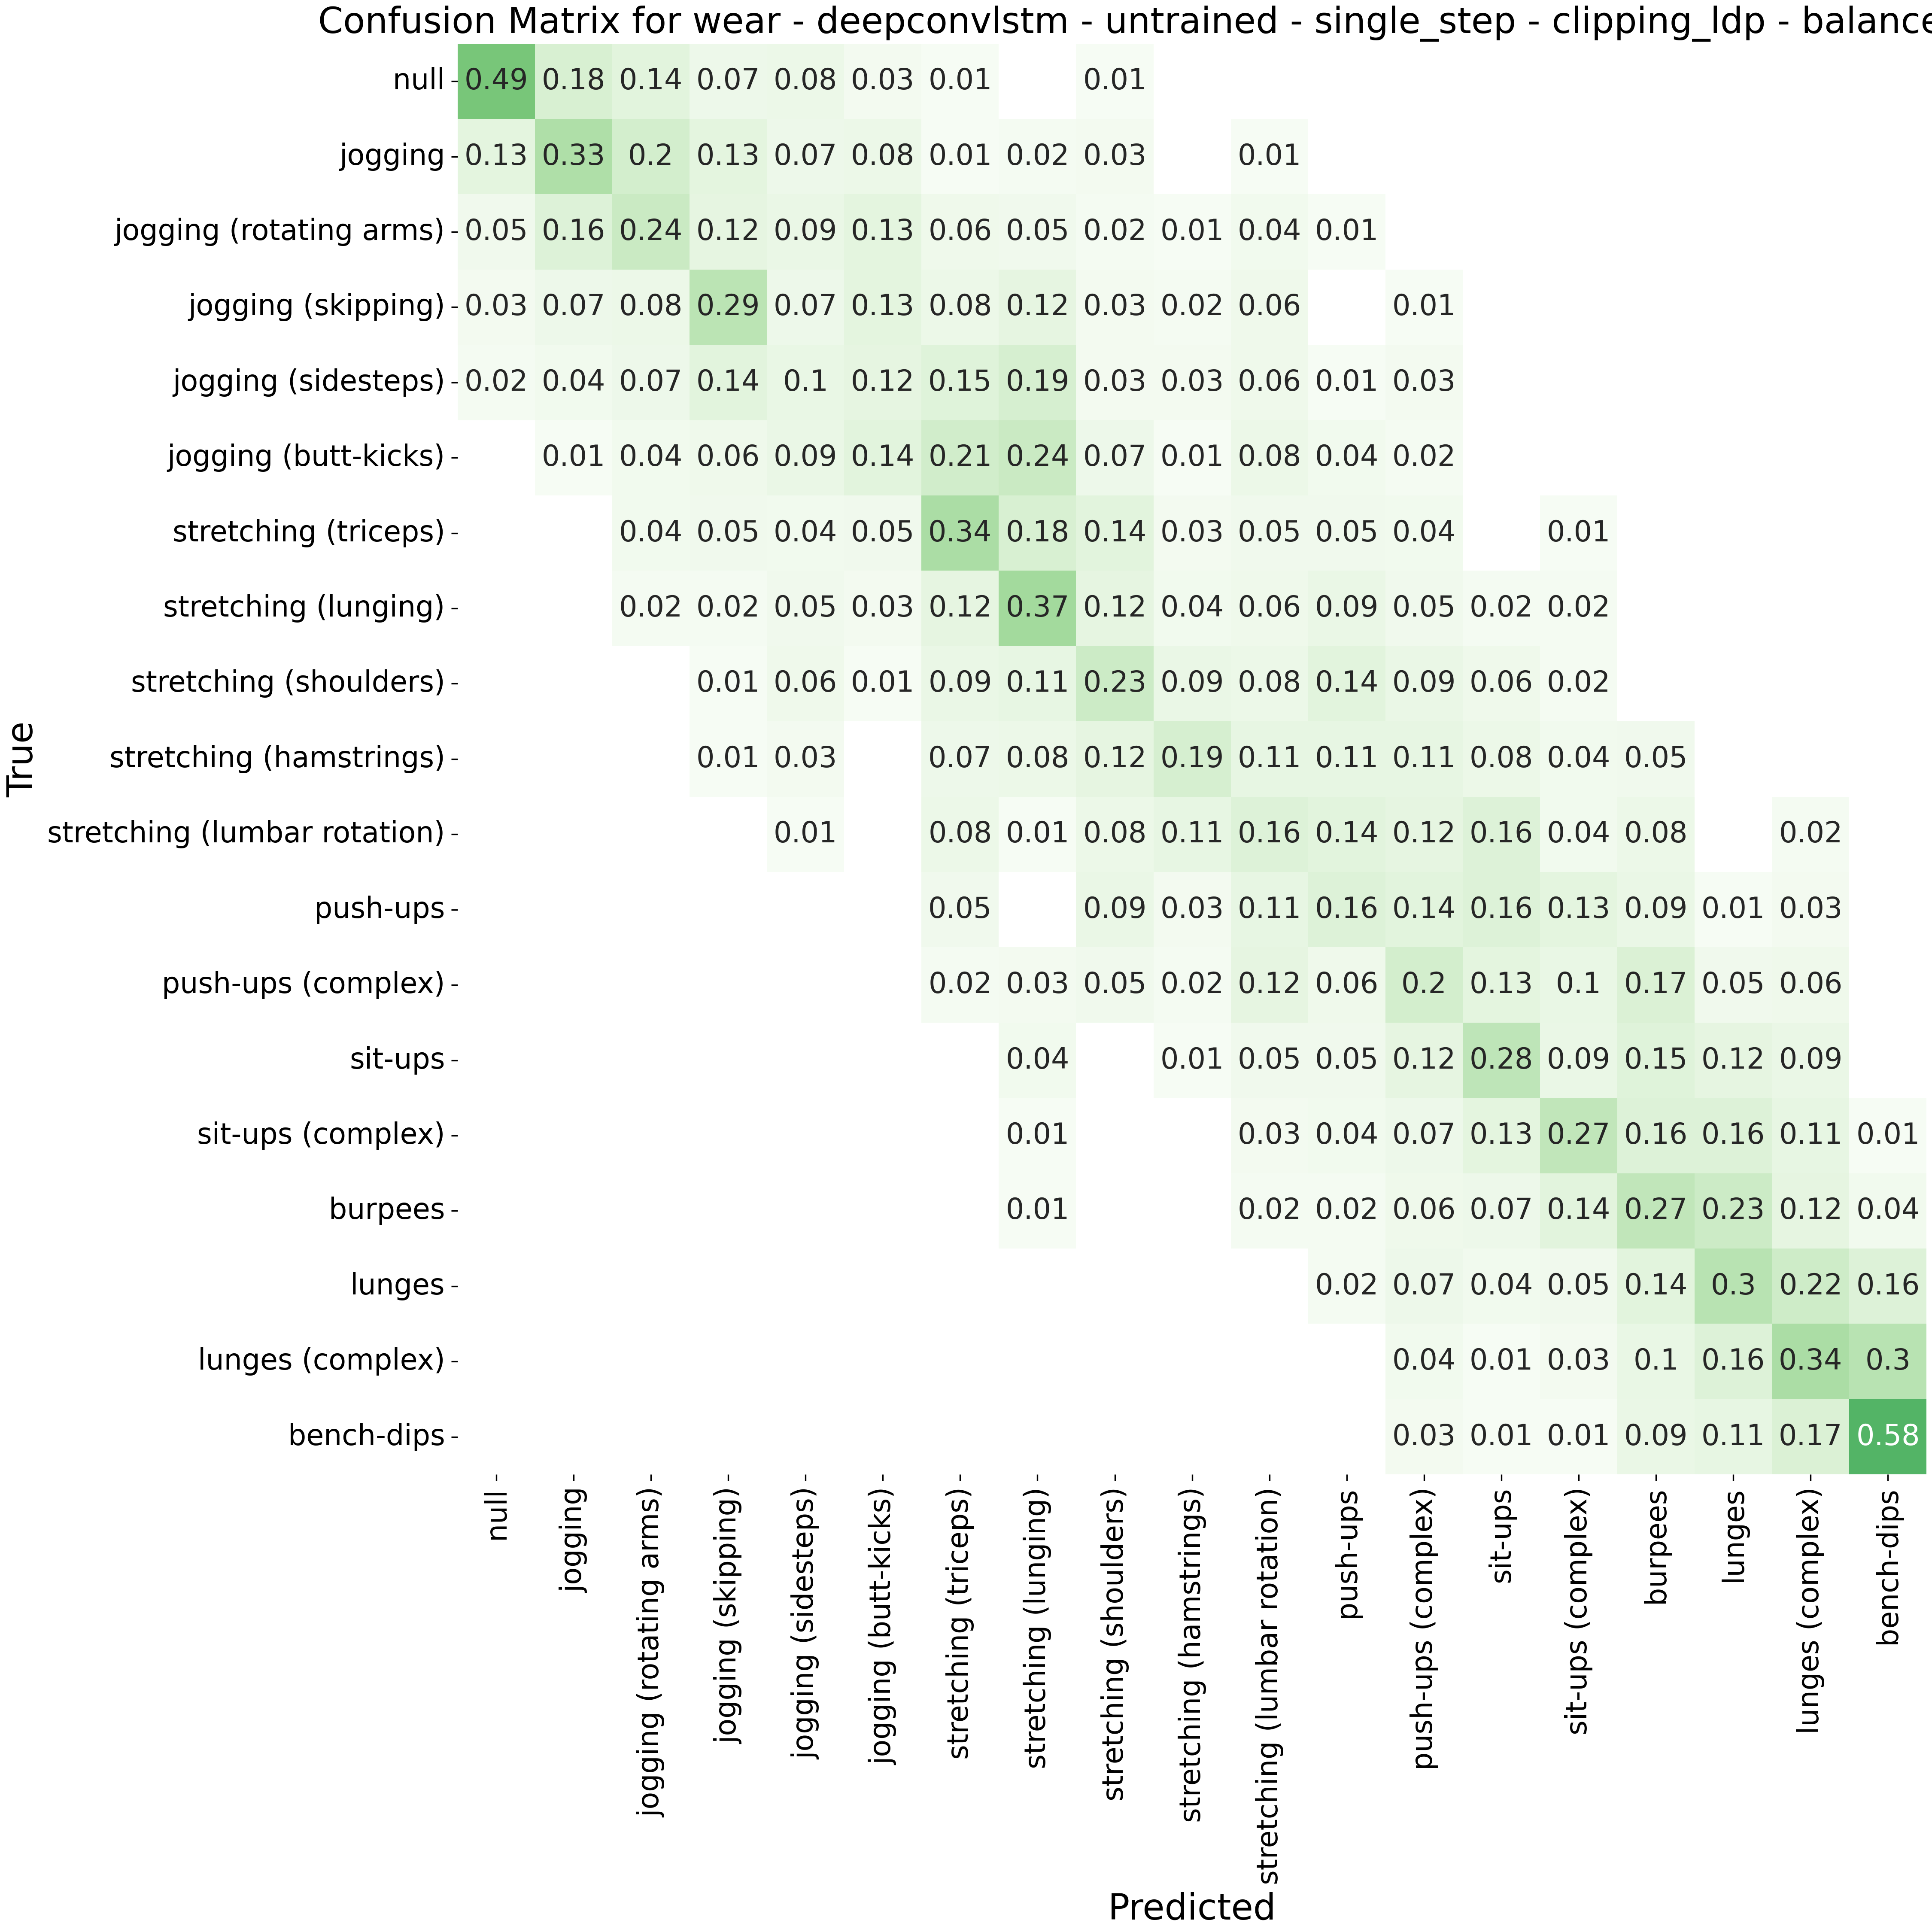 Confusion Matrix for wear - deepconvlstm - untrained - single_step - clipping_ldp - balance
null 0.49 0.18 0.14 0.07 0.08 0.03 0.01 0.01
jogging 0.13 0.33 0.2 0.13 0.07 0.08 0.01 0.02 0.03 0.01
jogging (rotating arms) 0.05 0.16 0.24 0.12 0.09 0.13 0.06 0.05 0.02 0.01 0.04 0.01
jogging (skipping) 0.03 0.07 0.08 0.29 0.07 0.13 0.08 0.12 0.03 0.02 0.06 0.01
jogging (sidesteps) 0.02 0.04 0.07 0.14 0.1 0.12 0.15 0.19 0.03 0.03 0.06 0.01 0.03
jogging (butt-kicks) 0.01 0.04 0.06 0.09 0.14 0.21 0.24 0.07 0.01 0.08 0.04 0.02
stretching (triceps) 0.04 0.05 0.04 0.05 0.34 0.18 0.14 0.03 0.05 0.05 0.04 0.01
stretching (lunging) 0.02 0.02 0.05 0.03 0.12 0.37 0.12 0.04 0.06 0.09 0.05 0.02 0.02
stretching (shoulders) 0.01 0.06 0.01 0.09 0.11 0.23 0.09 0.08 0.14 0.09 0.06 0.02
stretching (hamstrings) 0.01 0.03 0.07 0.08 0.12 0.19 0.11 0.11 0.11 0.08 0.04 0.05
stretching (lumbar rotation) 0.01 0.08 0.01 0.08 0.11 0.16 0.14 0.12 0.16 0.04 0.08 0.02
push-ups 0.05 0.09 0.03 0.11 0.16 0.14 0.16 0.13 0.09 0.01 0.03
push-ups (complex) 0.02 0.03 0.05 0.02 0.12 0.06 0.2 0.13 0.1 0.17 0.05 0.06
sit-ups 0.04 0.01 0.05 0.05 0.12 0.28 0.09 0.15 0.12 0.09
sit-ups (complex) 0.01 0.03 0.04 0.07 0.13 0.27 0.16 0.16 0.11 0.01
burpees 0.01 0.02 0.02 0.06 0.07 0.14 0.27 0.23 0.12 0.04
lunges 0.02 0.07 0.04 0.05 0.14 0.3 0.22 0.16
lunges (complex) 0.04 0.01 0.03 0.1 0.16 0.34 0.3
bench-dips 0.03 0.01 0.01 0.09 0.11 0.17 0.58
True
null
jogging
jogging (rotating arms)
jogging (skipping)
jogging (sidesteps)
jogging (butt-kicks)
stretching (triceps)
stretching (lunging)
stretching (shoulders)
stretching (hamstrings)
stretching (lumbar rotation)
push-ups
push-ups (complex)
sit-ups
sit-ups (complex)
burpees
lunges
lunges (complex)
bench-dips
Predicted